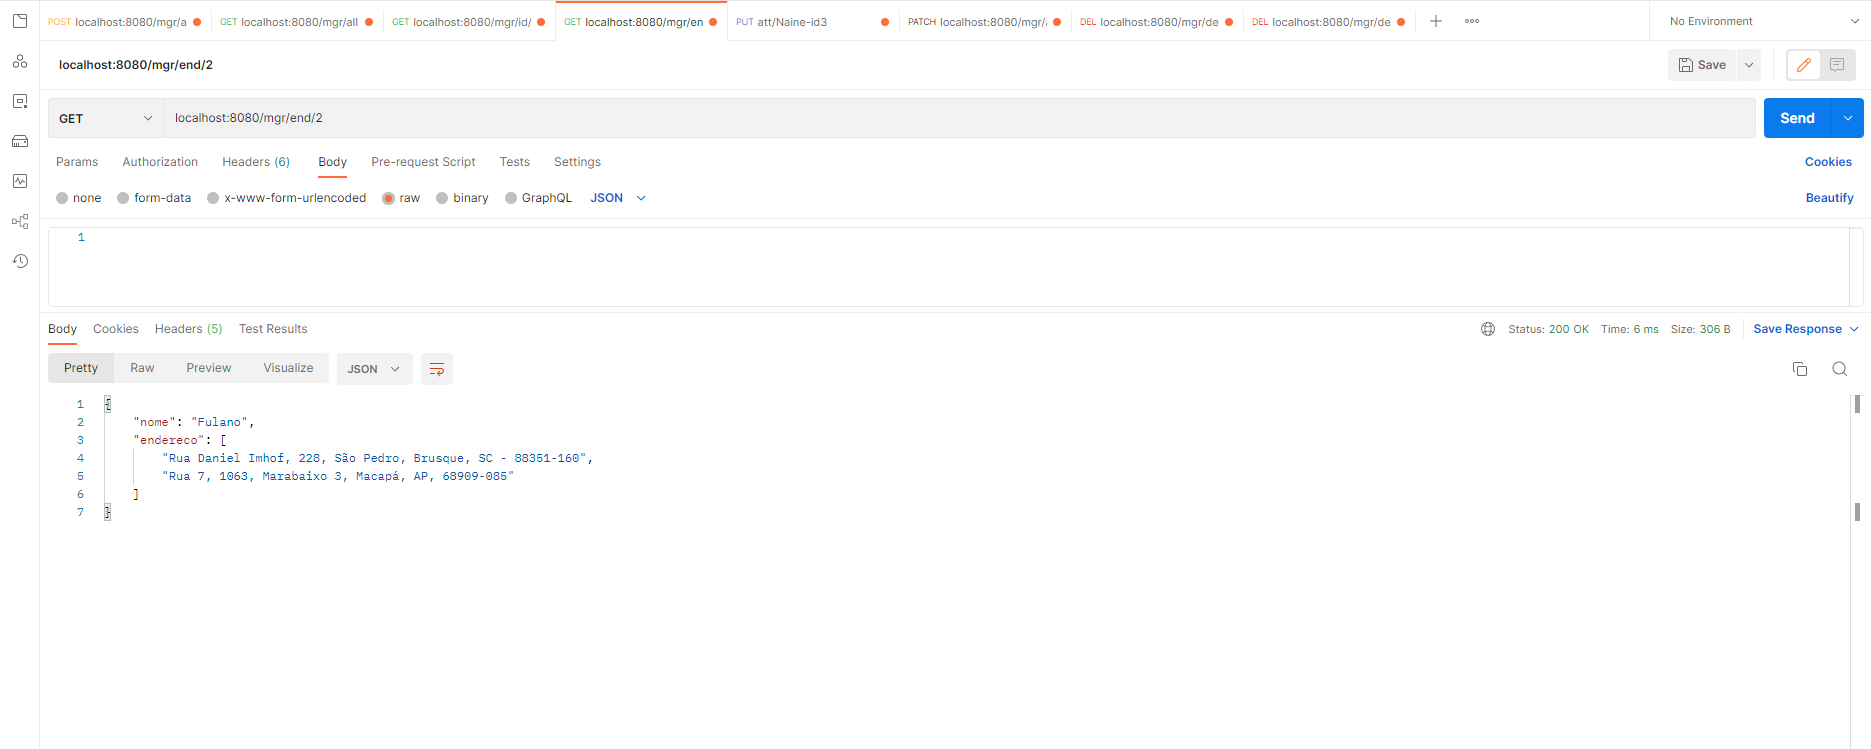 POST localhost:8080/mgr/a GET localhost:8080/mgr/all GET localhost:8080/mgr/id/ GET localhost:8080/mgr/en PUT att/Naine-id3 PATCH localhost:8080/mgr/ DEL localhost:8080/mgr/de DEL localhost:8080/mgr/de No Environment
localhost:8080/mgr/end/2 Save
GET localhost:8080/mgr/end/2 Send
Params Authorization Headers (6) Body Pre-request Script Tests Settings Cookies
none form-data x-www-form-urlencoded raw binary GraphQL JSON Beautify
1
Body Cookies Headers (5) Test Results Status: 200 OK Time: 6 ms Size: 306 B Save Response
Pretty Raw Preview Visualize JSON
1 {
2 "nome": "Fulano",
3 "endereco": [
4 "Rua Daniel Imhof, 228, São Pedro, Brusque, SC - 88351-160",
5 "Rua 7, 1063, Marabaixo 3, Macapá, AP, 68909-085"
6 ]
7 }